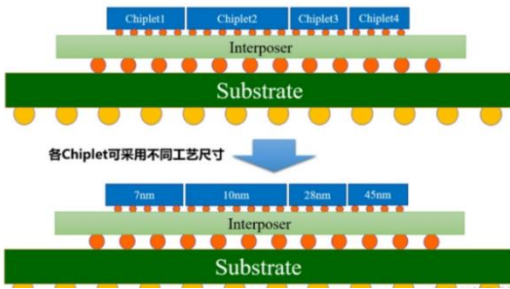 Chiplet1 Chiplet2 Chiplet3 Chiplet4
Interposer
Substrate
各Chiplet可采用不同工艺尺寸
7nm 10nm 28nm 45nm
Interposer
Substrate